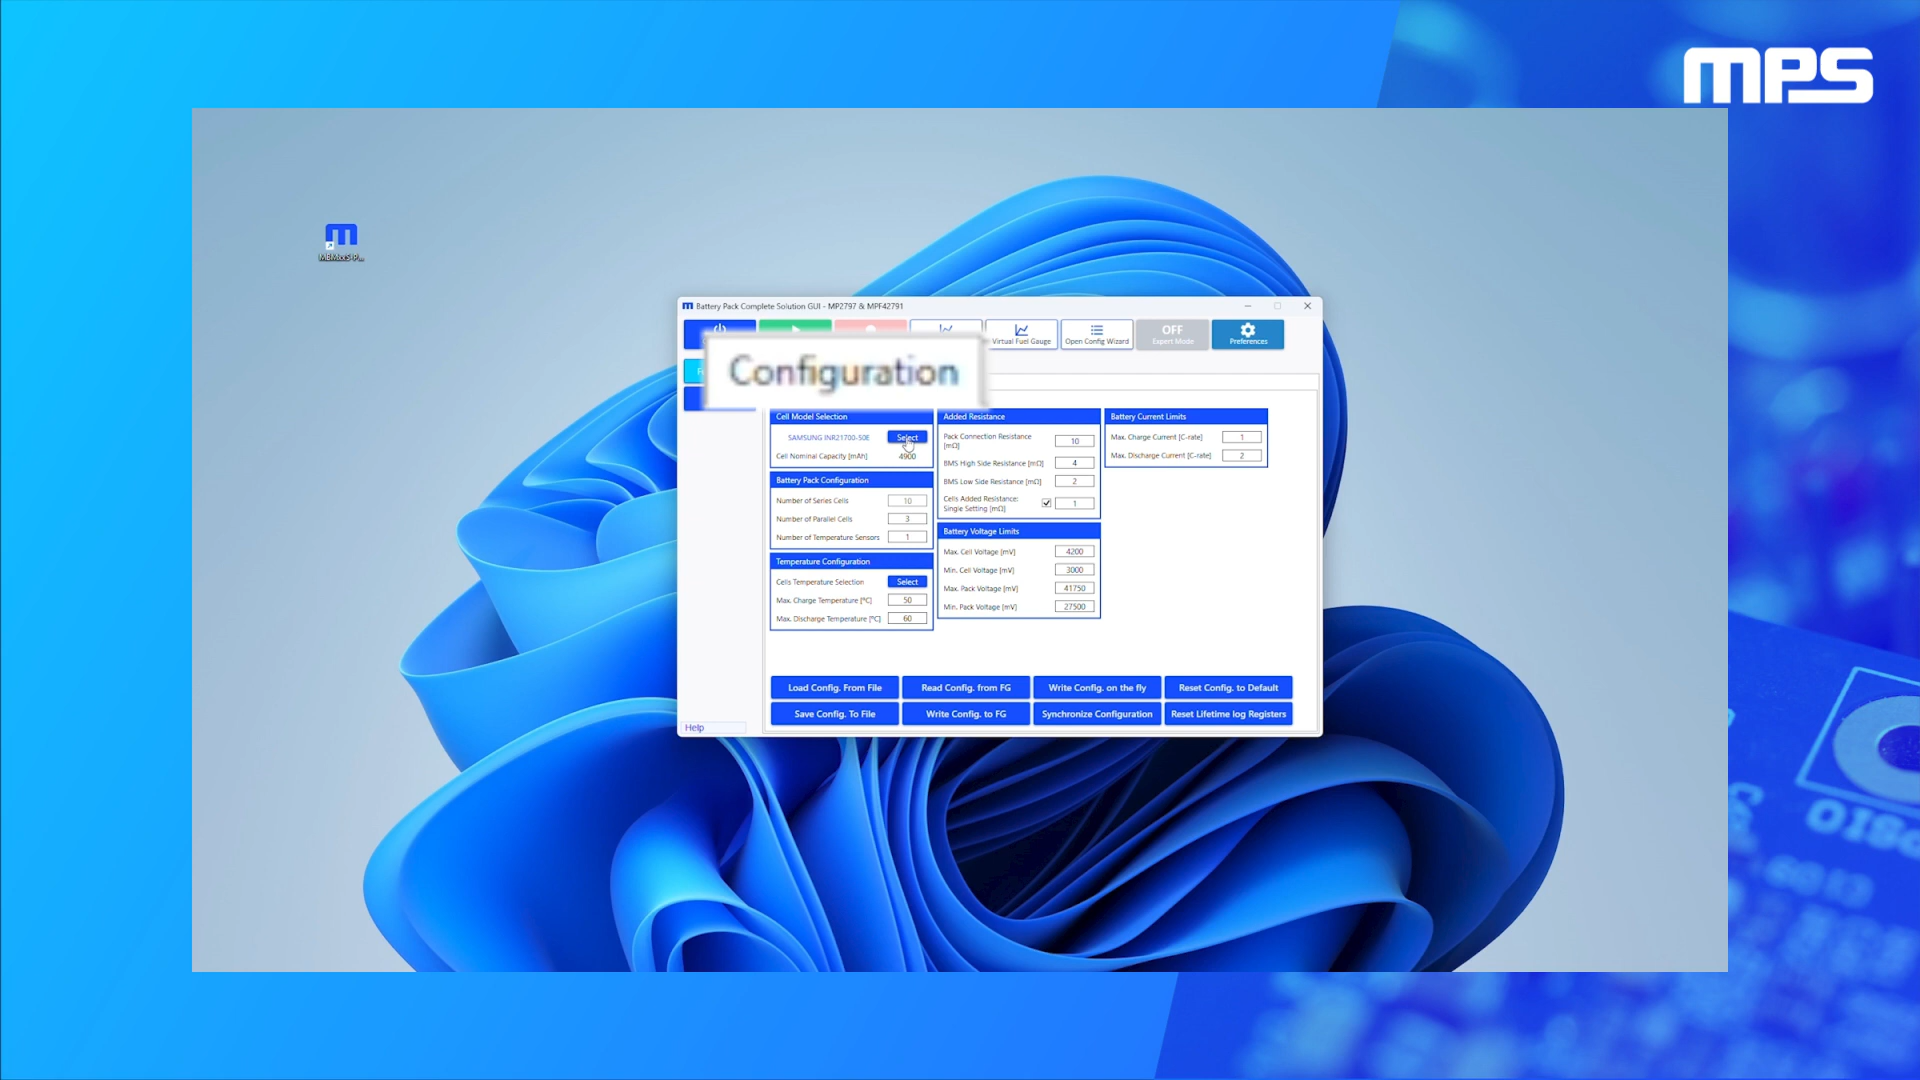 MPS
MBMxxS-P...
Battery Pack Complete Solution GUI - MP2797 & MPF42791
Virtual Fuel Gauge
Open Config Wizard
OFF
Expert Mode
Preferences
Configuration
Cell Model Selection
SAMSUNG INR21700-50E
Select
Cell Nominal Capacity [mAh]
4900
Battery Pack Configuration
Number of Series Cells
10
Number of Parallel Cells
3
Number of Temperature Sensors
1
Temperature Configuration
Cells Temperature Selection
Select
Max. Charge Temperature [ºC]
50
Max. Discharge Temperature [ºC]
60
Added Resistance
Pack Connection Resistance
[mΩ]
10
BMS High Side Resistance [mΩ]
4
BMS Low Side Resistance [mΩ]
2
Cells Added Resistance:
Single Setting [mΩ]
1
Battery Voltage Limits
Max. Cell Voltage [mV]
4200
Min. Cell Voltage [mV]
3000
Max. Pack Voltage [mV]
41750
Min. Pack Voltage [mV]
27500
Battery Current Limits
Max. Charge Current [C-rate]
1
Max. Discharge Current [C-rate]
2
Load Config. From File
Read Config. from FG
Write Config. on the fly
Reset Config. to Default
Save Config. To File
Write Config. to FG
Synchronize Configuration
Reset Lifetime log Registers
Help